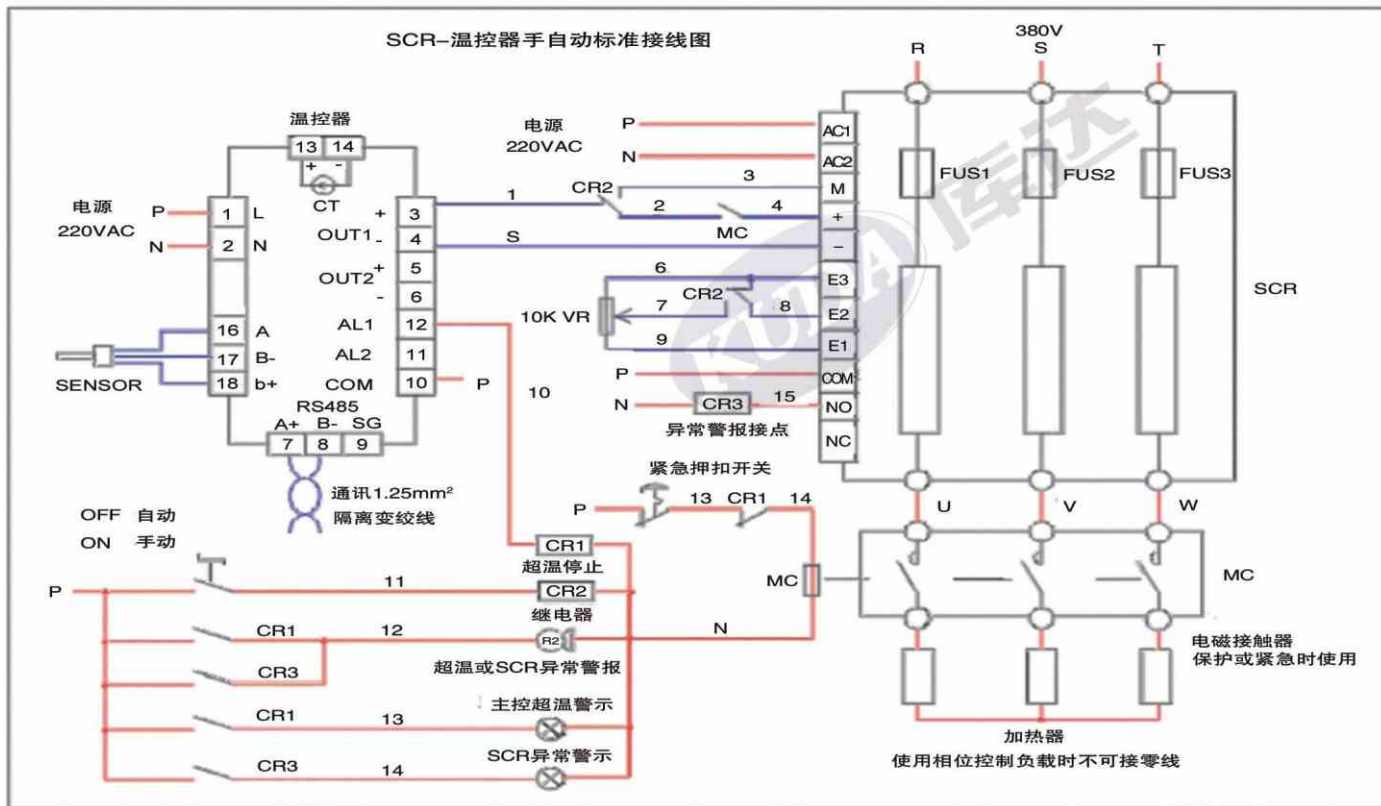 SCR-温控器手自动标准接线图
380V
R
S
T
温控器
13
14
+
-
CT
电源
220VAC
P
N
1
L
2
N
OUT1
+
3
-
4
OUT2
+
5
-
6
AL1
12
AL2
11
COM
10
P
16
A
17
B-
18
b+
SENSOR
RS485
A+
B-
SG
7
8
9
通讯1.25mm²
隔离变绞线
电源
220VAC
P
N
AC1
AC2
M
+
-
E3
E2
E1
COM
NO
NC
1
CR2
3
2
MC
4
S
6
CR2
10K VR
7
8
9
P
N
CR3
15
异常警报接点
10
FUS1
FUS2
FUS3
SCR
KUDA
库达
紧急押扣开关
P
13
CR1
14
MC
U
V
W
MC
电磁接触器
保护或紧急时使用
加热器
使用相位控制负载时不可接零线
OFF 自动
ON 手动
P
CR1
超温停止
11
CR2
继电器
CR1
12
R2
N
CR3
超温或SCR异常警报
CR1
13
主控超温警示
CR3
14
SCR异常警示